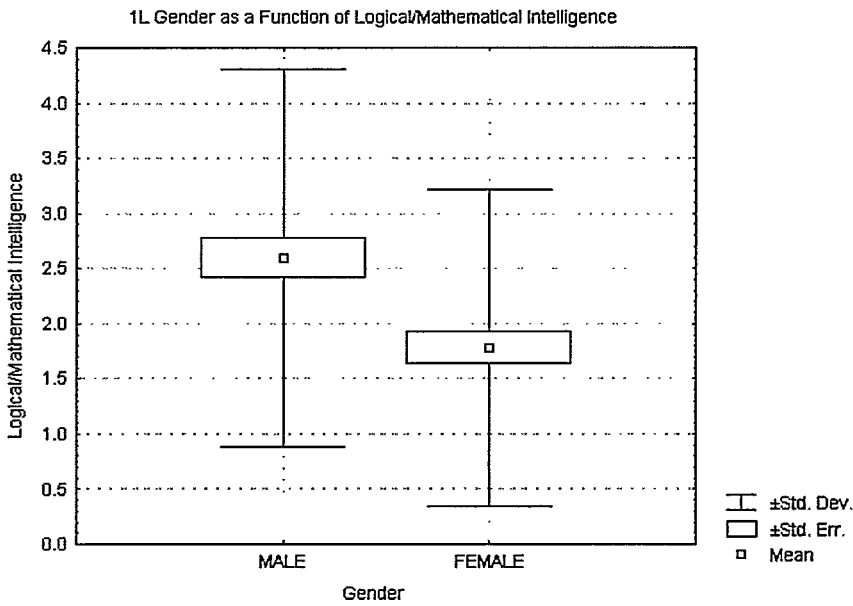 1L Gender as a Function of Logical/Mathematical Intelligence
Logical/Mathematical Intelligence
4.5
4.0
3.5
3.0
2.5
2.0
1.5
1.0
0.5
0.0
MALE
FEMALE
Gender
±Std. Dev.
±Std. Err.
Mean